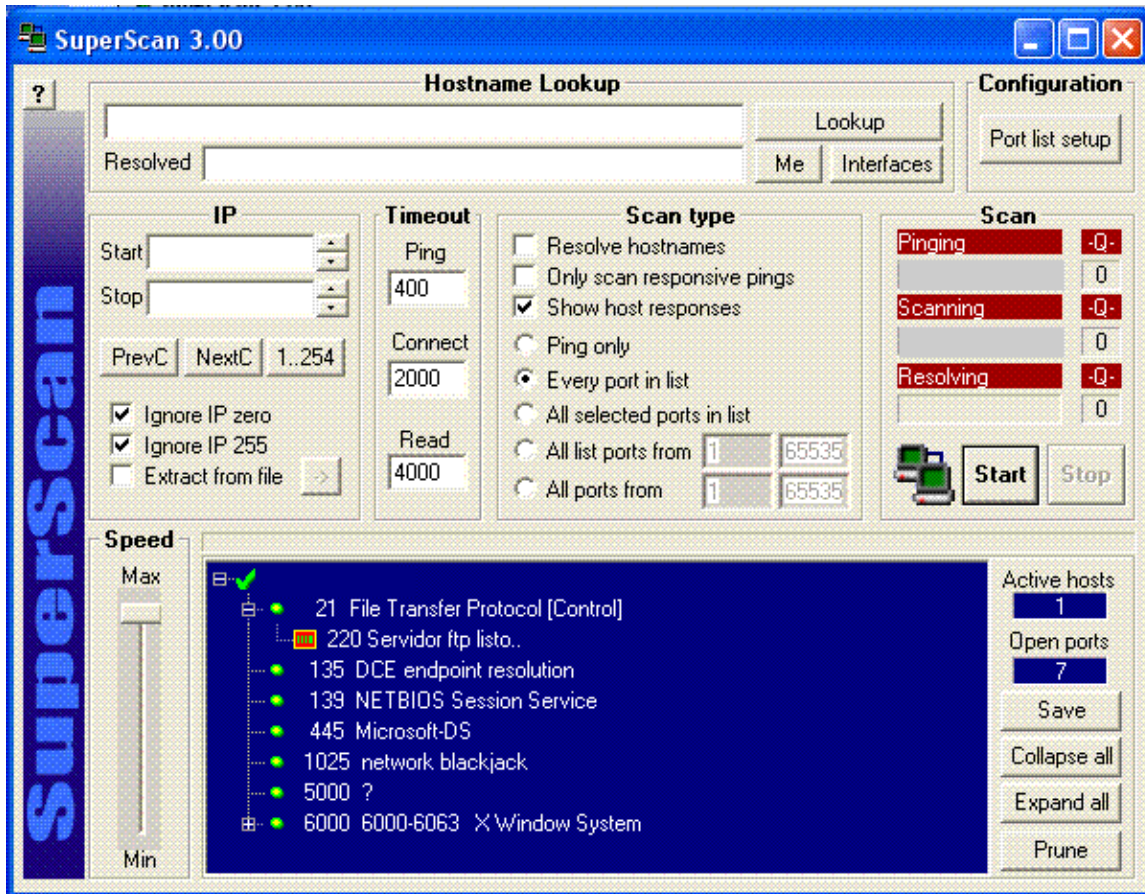 SuperScan 3.00
?
Hostname Lookup
Configuration
Lookup
Port list setup
Resolved
Me
Interfaces
IP
Timeout
Scan type
Scan
Start
Ping
Resolve hostnames
Pinging
-Q-
400
Only scan responsive pings
0
Stop
Show host responses
Scanning
-Q-
PrevC
NextC
1..254
Connect
Ping only
0
2000
Every port in list
Resolving
-Q-
Ignore IP zero
All selected ports in list
0
Ignore IP 255
Read
All list ports from
1
65535
Extract from file
->
4000
All ports from
1
65535
Start
Stop
SuperScan
Speed
Max
Min
21 File Transfer Protocol [Control]
220 Servidor ftp listo..
135 DCE endpoint resolution
139 NETBIOS Session Service
445 Microsoft-DS
1025 network blackjack
5000 ?
6000 6000-6063 X Window System
Active hosts
1
Open ports
7
Save
Collapse all
Expand all
Prune